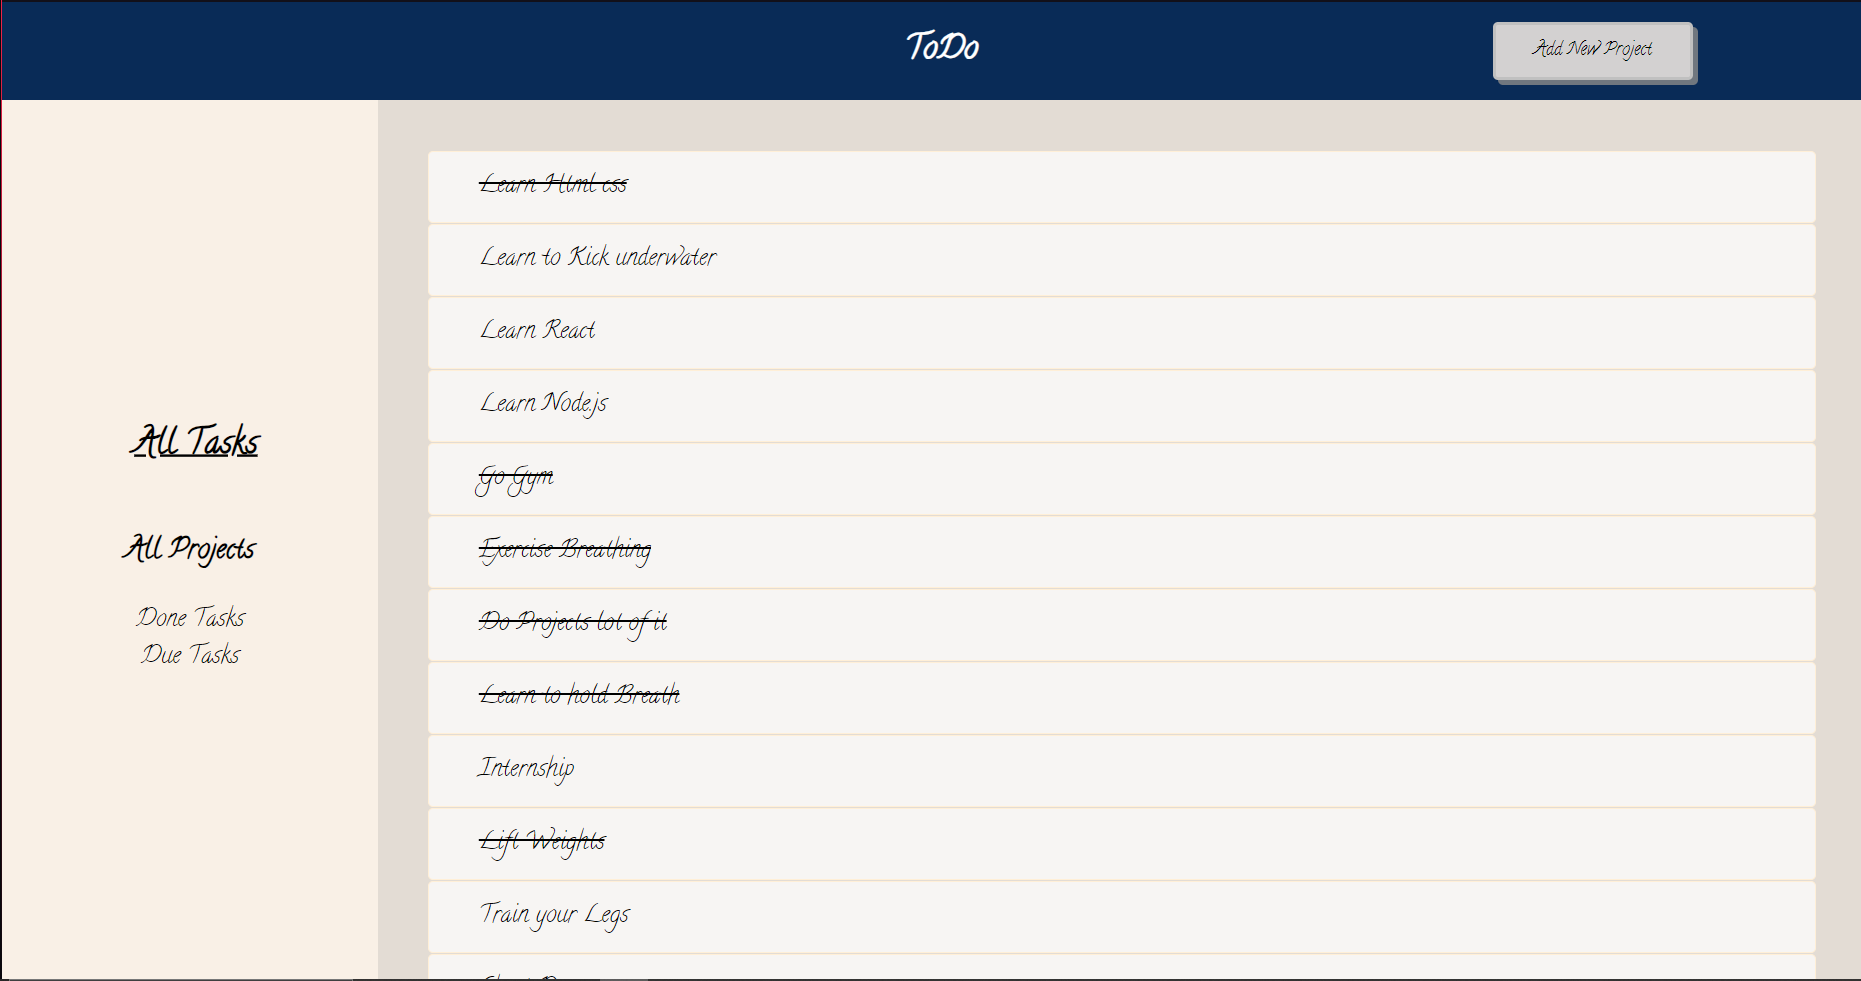 ToDo
Add New Project
All Tasks
All Projects
Done Tasks
Due Tasks
Learn Html css
Learn to Kick underwater
Learn React
Learn Node.js
Go Gym
Exercise Breathing
Do Projects lot of it
Learn to hold Breath
Internship
Lift Weights
Train your Legs